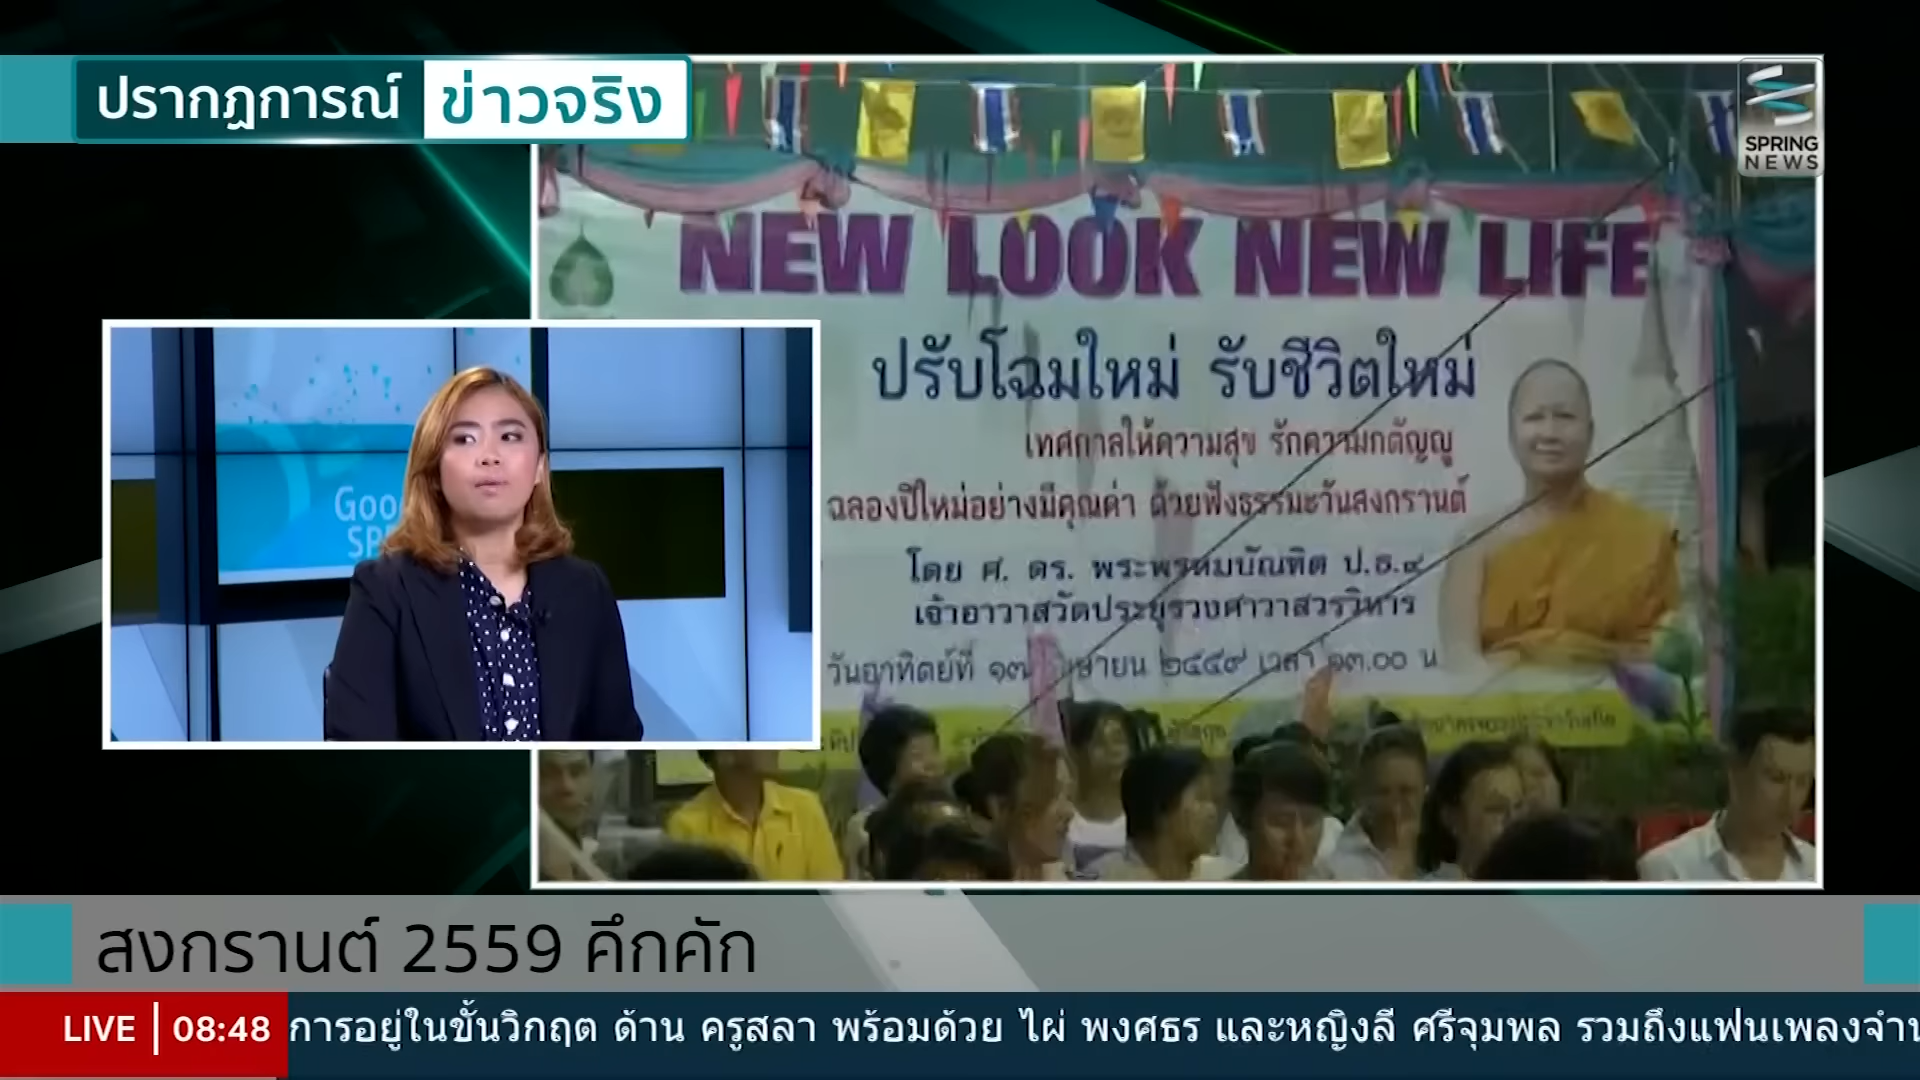 ปรากฏการณ์ ข่าวจริง
SPRING
NEWS
NEW LOOK NEW LIFE
ปรับโฉมใหม่ รับชีวิตใหม่
เทศกาลให้ความสุข รักความกตัญญู
ฉลองปีใหม่อย่างมีคุณค่า ด้วยฟังธรรมะวันสงกรานต์
โดย ศ. ดร. พระพรหมบัณฑิต ป.ธ.๙
เจ้าอาวาสวัดประยุรวงศาวาสวรวิหาร
วันอาทิตย์ที่ ๑๗ เมษายน ๒๕๕๙ เวลา ๑๓.๐๐ น
Goo
SP
สงกรานต์ 2559 คึกคัก
LIVE 08:48 การอยู่ในขั้นวิกฤต ด้าน ครูสลา พร้อมด้วย ไผ่ พงศธร และหญิงลี ศรีจุมพล รวมถึงแฟนเพลงจำน